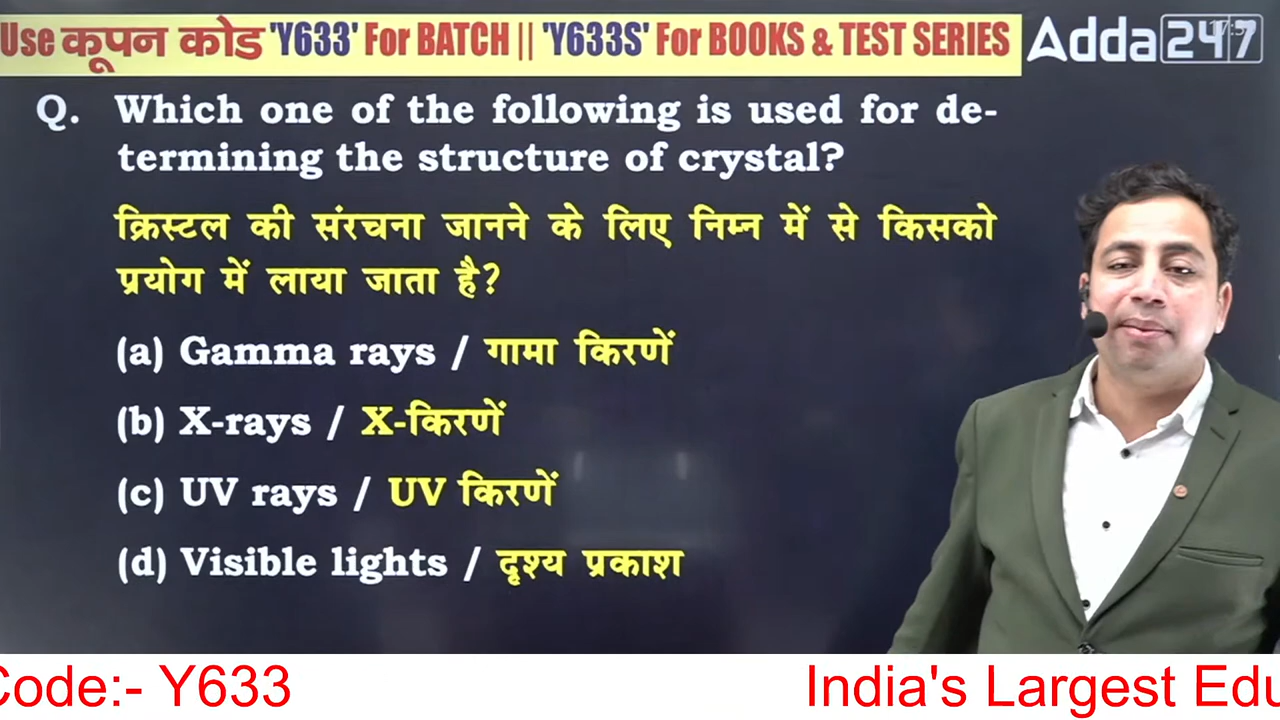 Use कूपन कोड 'Y633' For BATCH || 'Y633S' For BOOKS & TEST SERIES
Adda247
Q. Which one of the following is used for de-
termining the structure of crystal?
क्रिस्टल की संरचना जानने के लिए निम्न में से किसको
प्रयोग में लाया जाता है?
(a) Gamma rays / गामा किरणें
(b) X-rays / X-किरणें
(c) UV rays / UV किरणें
(d) Visible lights / दृश्य प्रकाश
Code:- Y633 India's Largest Edu